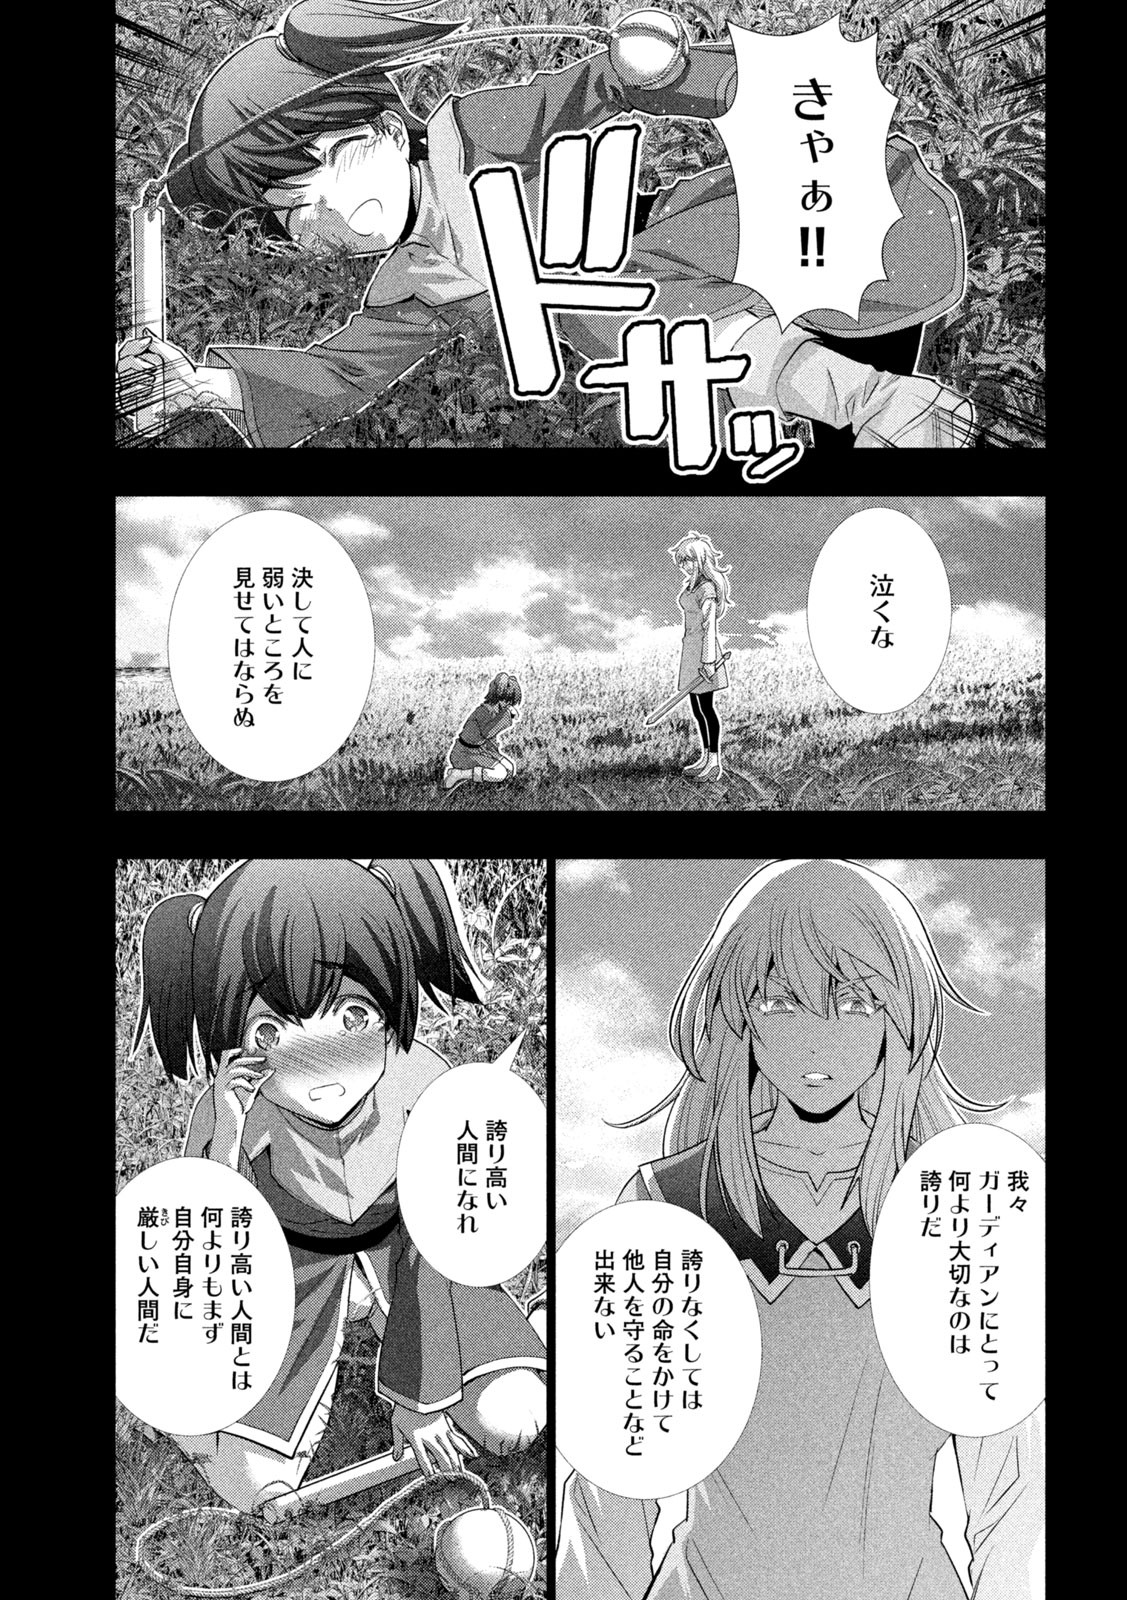 きゃあ!!
ドサッ
泣くな
決して人に
弱いところを
見せてはならぬ
我々
ガーディアンにとって
何より大切なのは
誇りだ
誇りなくしては
自分の命をかけて
他人を守ることなど
出来ない
誇り高い
人間になれ
誇り高い人間とは
何よりもまず
自分自身に
厳しい人間だ
きび